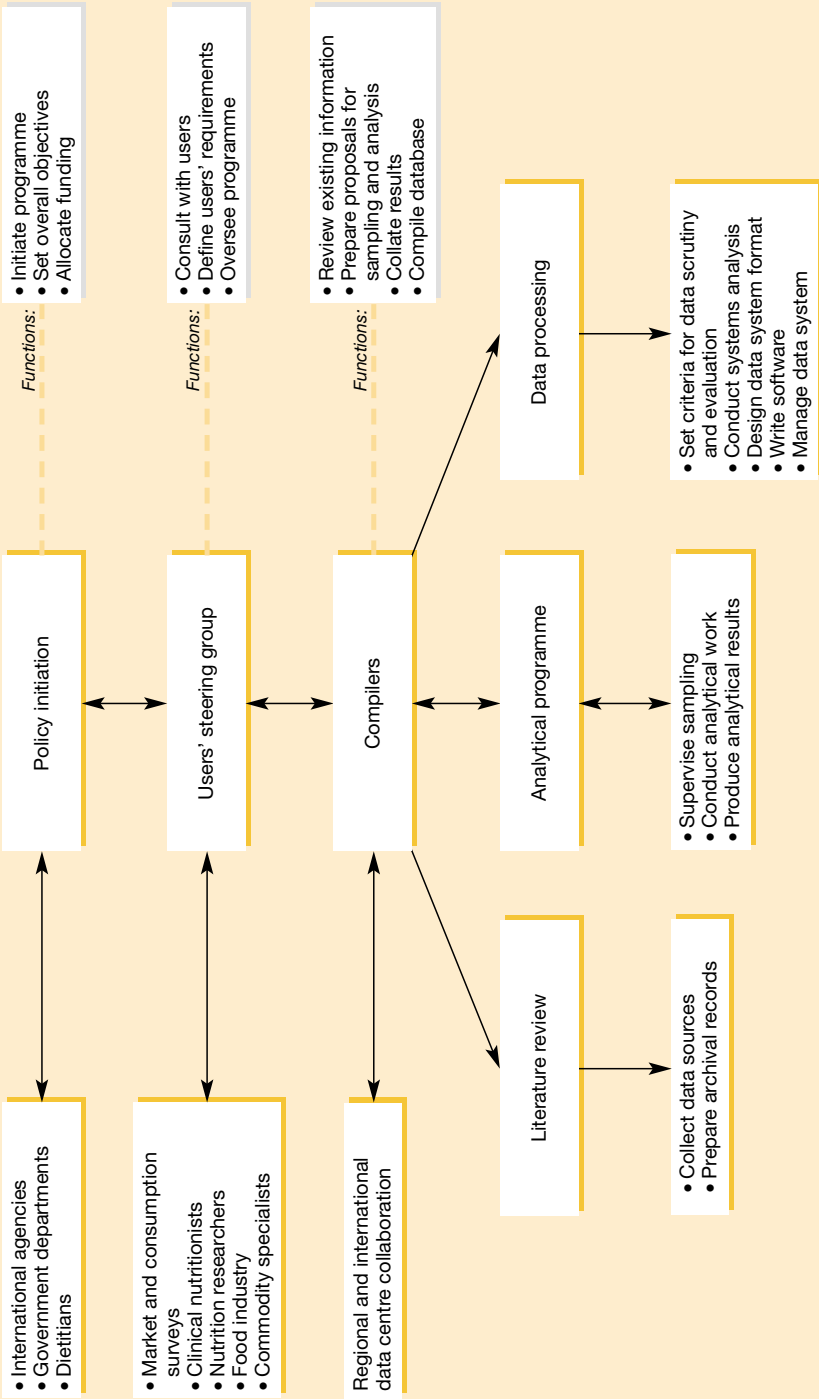 • International agencies
• Government departments
• Dietitians
Policy initiation
Functions:
• Initiate programme
• Set overall objectives
• Allocate funding
• Market and consumption
surveys
• Clinical nutritionists
• Nutrition researchers
• Food industry
• Commodity specialists
Users’ steering group
Functions:
• Consult with users
• Define users’ requirements
• Oversee programme
Regional and international
data centre collaboration
Compilers
Functions:
• Review existing information
• Prepare proposals for
sampling and analysis
• Collate results
• Compile database
Literature review
Analytical programme
Data processing
• Collect data sources
• Prepare archival records
• Supervise sampling
• Conduct analytical work
• Produce analytical results
• Set criteria for data scrutiny
and evaluation
• Conduct systems analysis
• Design data system format
• Write software
• Manage data system